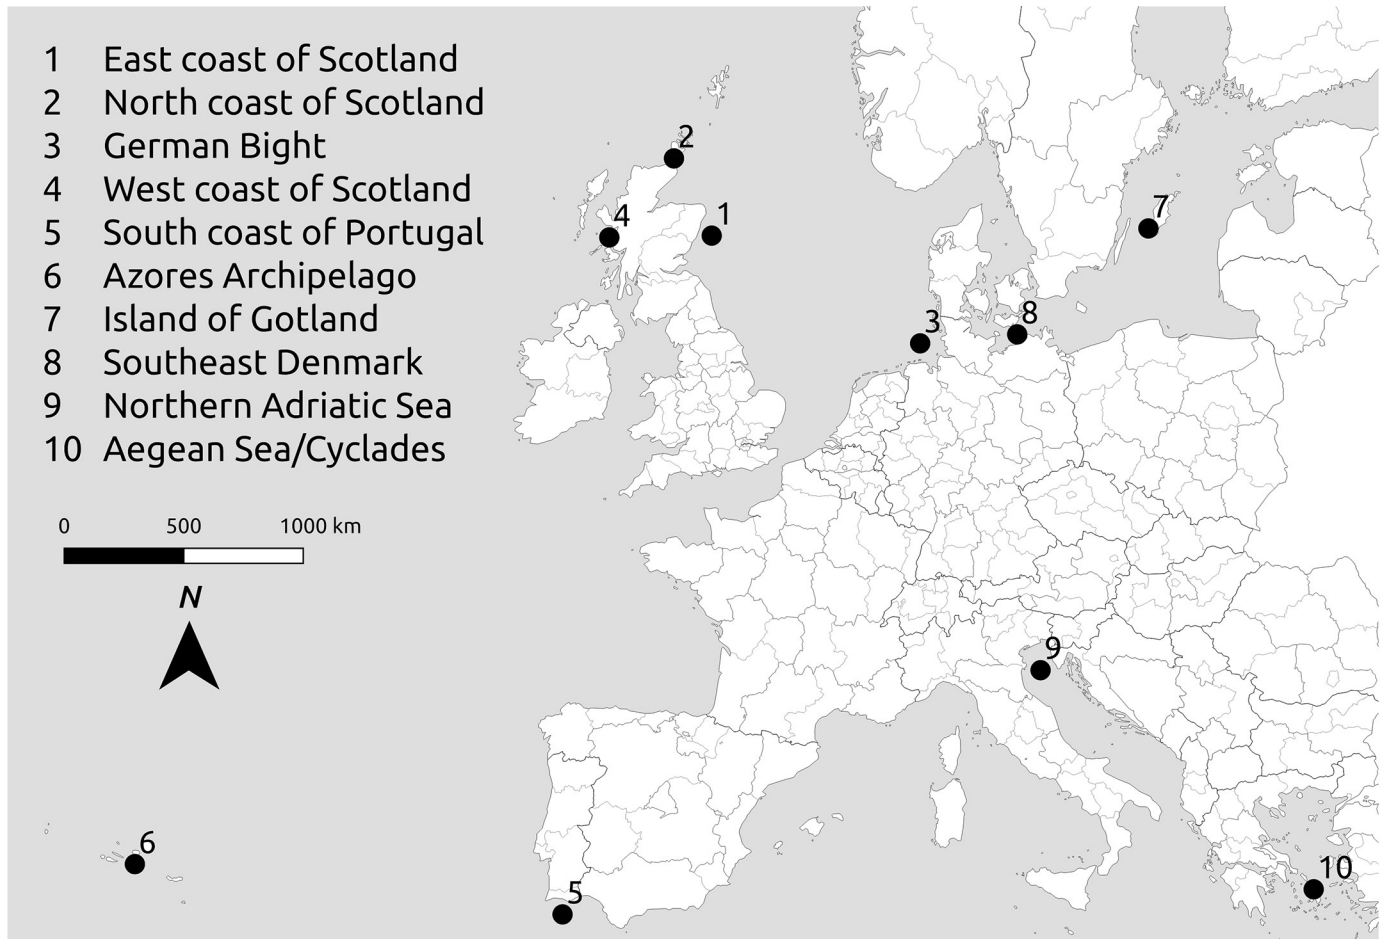 1 East coast of Scotland
2 North coast of Scotland
3 German Bight
4 West coast of Scotland
5 South coast of Portugal
6 Azores Archipelago
7 Island of Gotland
8 Southeast Denmark
9 Northern Adriatic Sea
10 Aegean Sea/Cyclades
0 500 1000 km
N
2
4
1
7
3
8
9
6
5
10